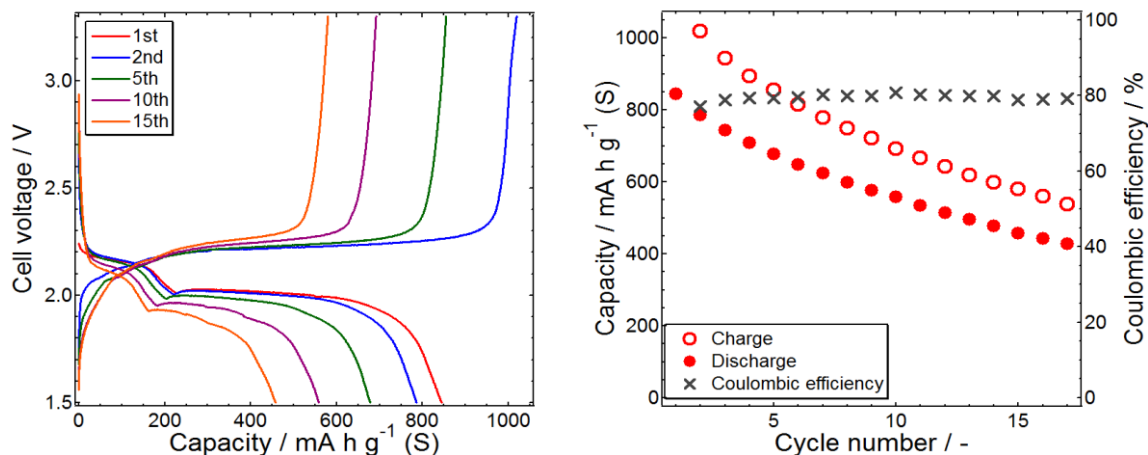 1st
2nd
5th
10th
15th
3.0
2.5
2.0
1.5
Cell voltage / V
0 200 400 600 800 1000
Capacity / mA h g⁻¹ (S)
1000
800
600
400
200
0
Capacity / mA h g⁻¹ (S)
Charge
Discharge
Coulombic efficiency
100
80
60
40
20
0
Coulombic efficiency / %
5 10 15
Cycle number / -